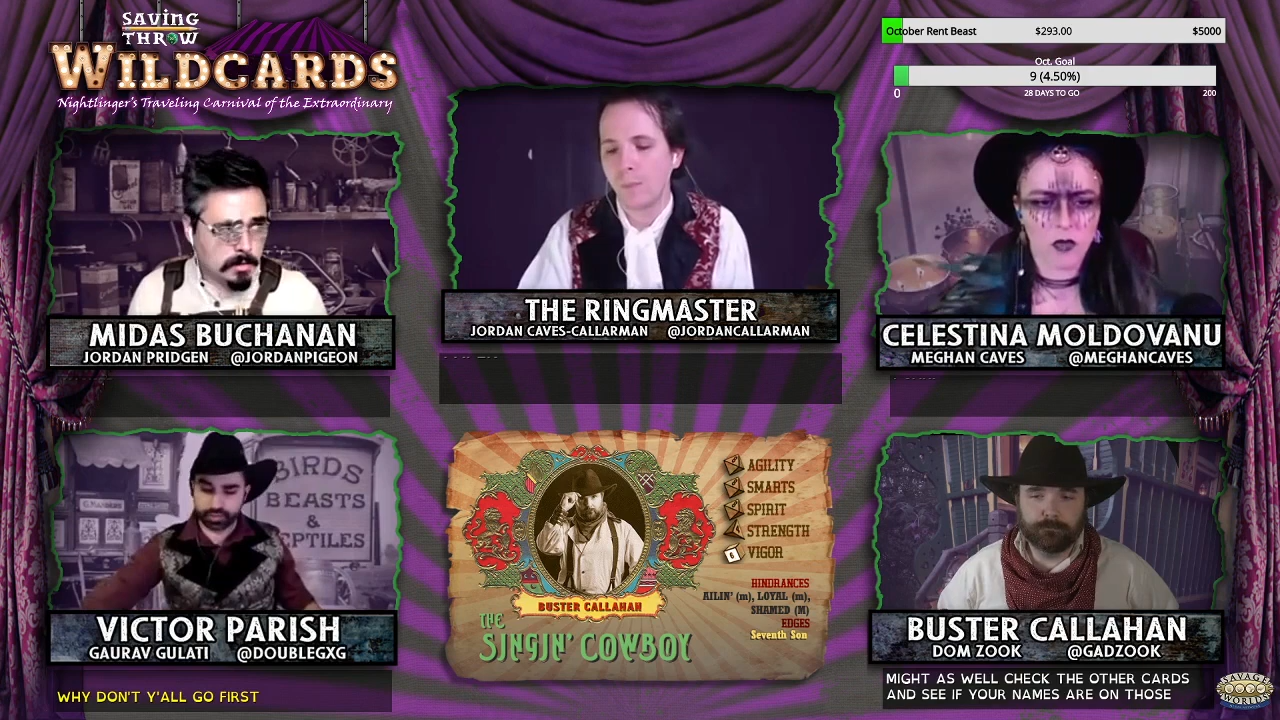 SAVING
THROW
WILDCARDS
Nightlinger's Traveling Carnival of the Extraordinary
October Rent Beast $293.00 $5000
Oct. Goal
9 (4.50%)
0 28 DAYS TO GO 200
MIDAS BUCHANAN
JORDAN PRIDGEN @JORDANPIGEON
THE RINGMASTER
JORDAN CAVES-CALLARMAN @JORDANCALLARMAN
CELESTINA MOLDOVANU
MEGHAN CAVES @MEGHANCAVES
BIRDS
BEASTS
&
REPTILES
VICTOR PARISH
GAURAV GULATI @DOUBLEGXG
WHY DON'T Y'ALL GO FIRST
AGILITY
SMARTS
SPIRIT
STRENGTH
VIGOR
HINDRANCES
AILIN' (m), LOYAL (m),
SHAMED (M)
EDGES
Seventh Son
BUSTER CALLAHAN
THE
SINGIN' COWBOY
BUSTER CALLAHAN
DOM ZOOK @GADZOOK
MIGHT AS WELL CHECK THE OTHER CARDS
AND SEE IF YOUR NAMES ARE ON THOSE
SAVAGE
WORLDS